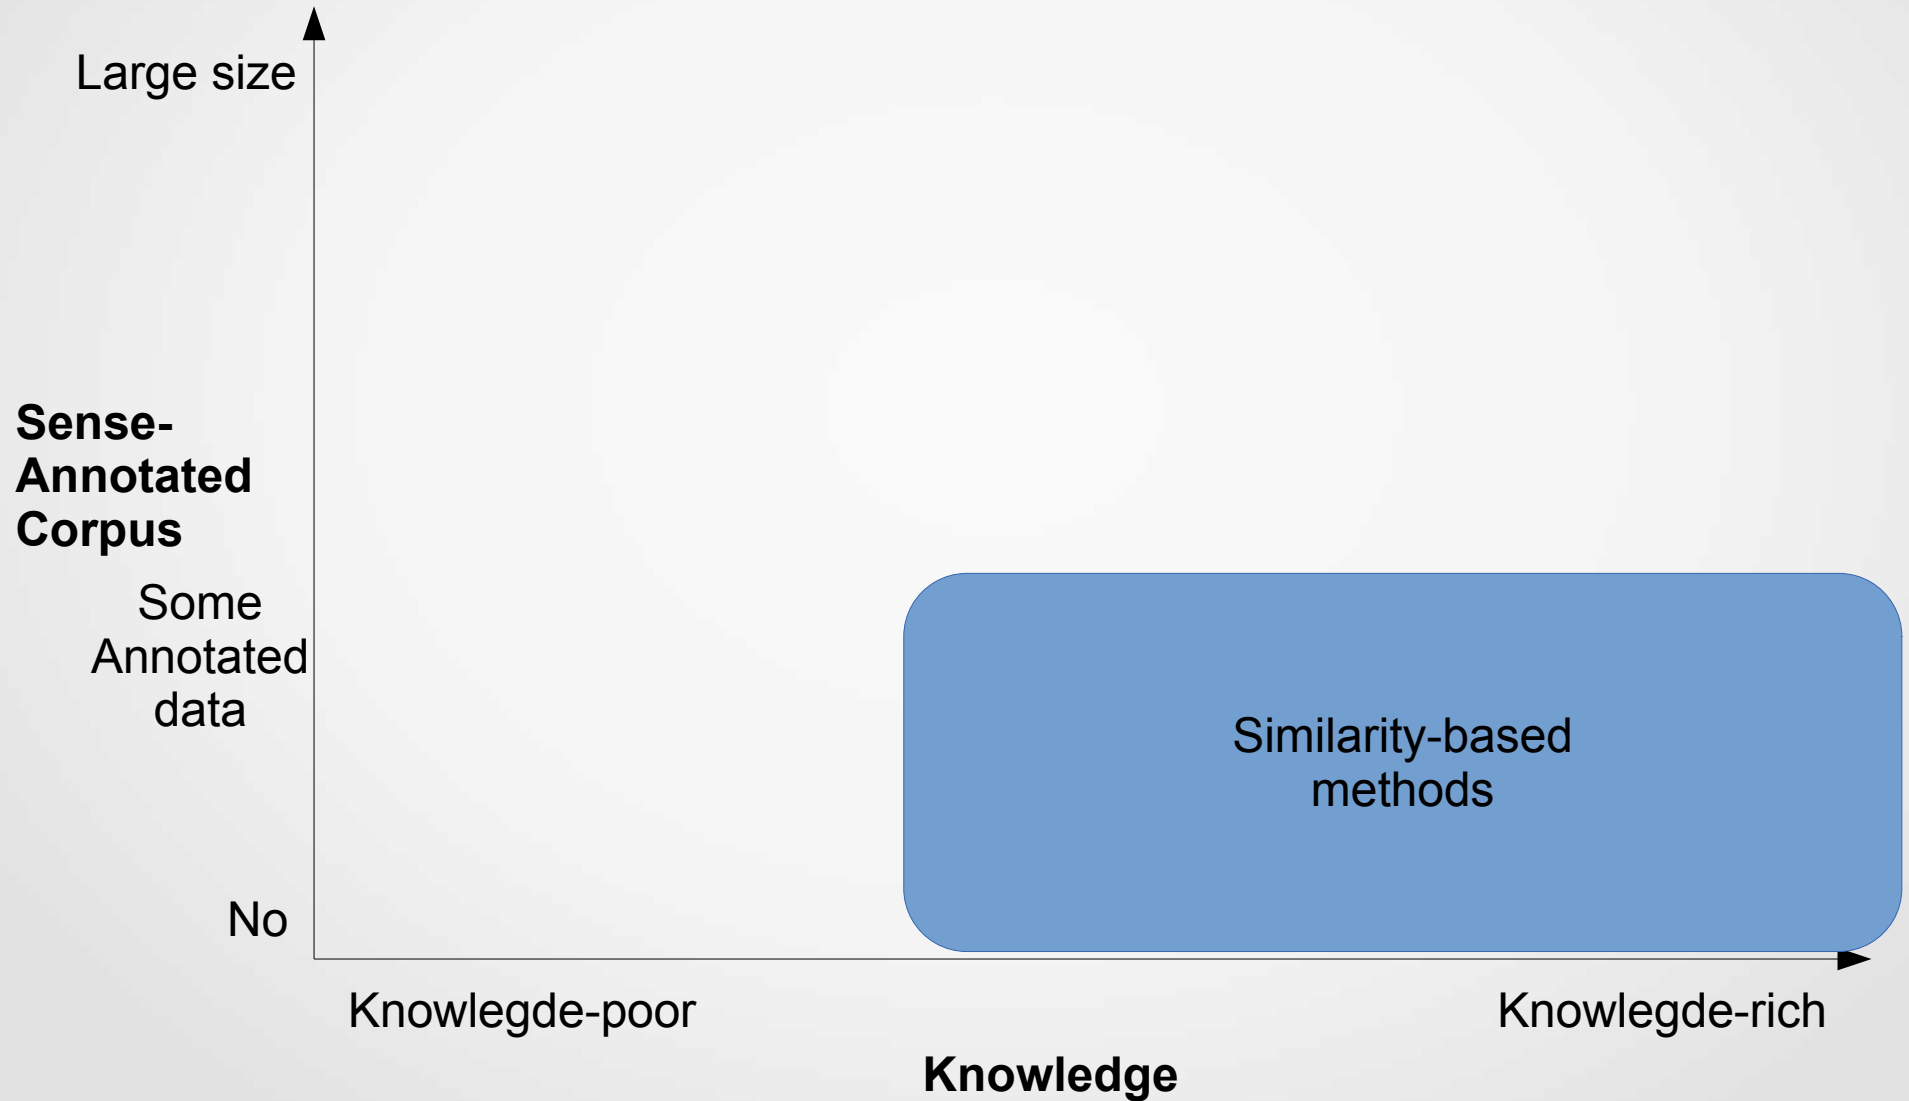 Large size
Sense-
Annotated
Corpus
Some
Annotated
data
No
Similarity-based
methods
Knowlegde-poor
Knowlegde-rich
Knowledge